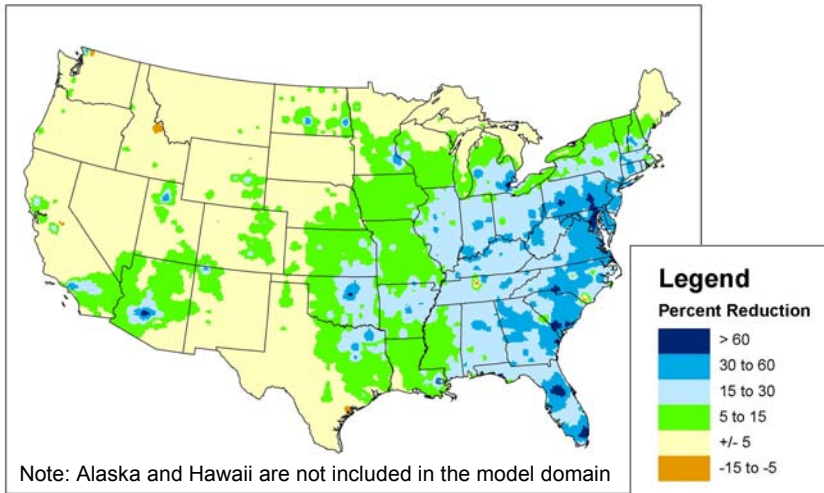 Note: Alaska and Hawaii are not included in the model domain
Legend
Percent Reduction
> 60
30 to 60
15 to 30
5 to 15
+/- 5
-15 to -5